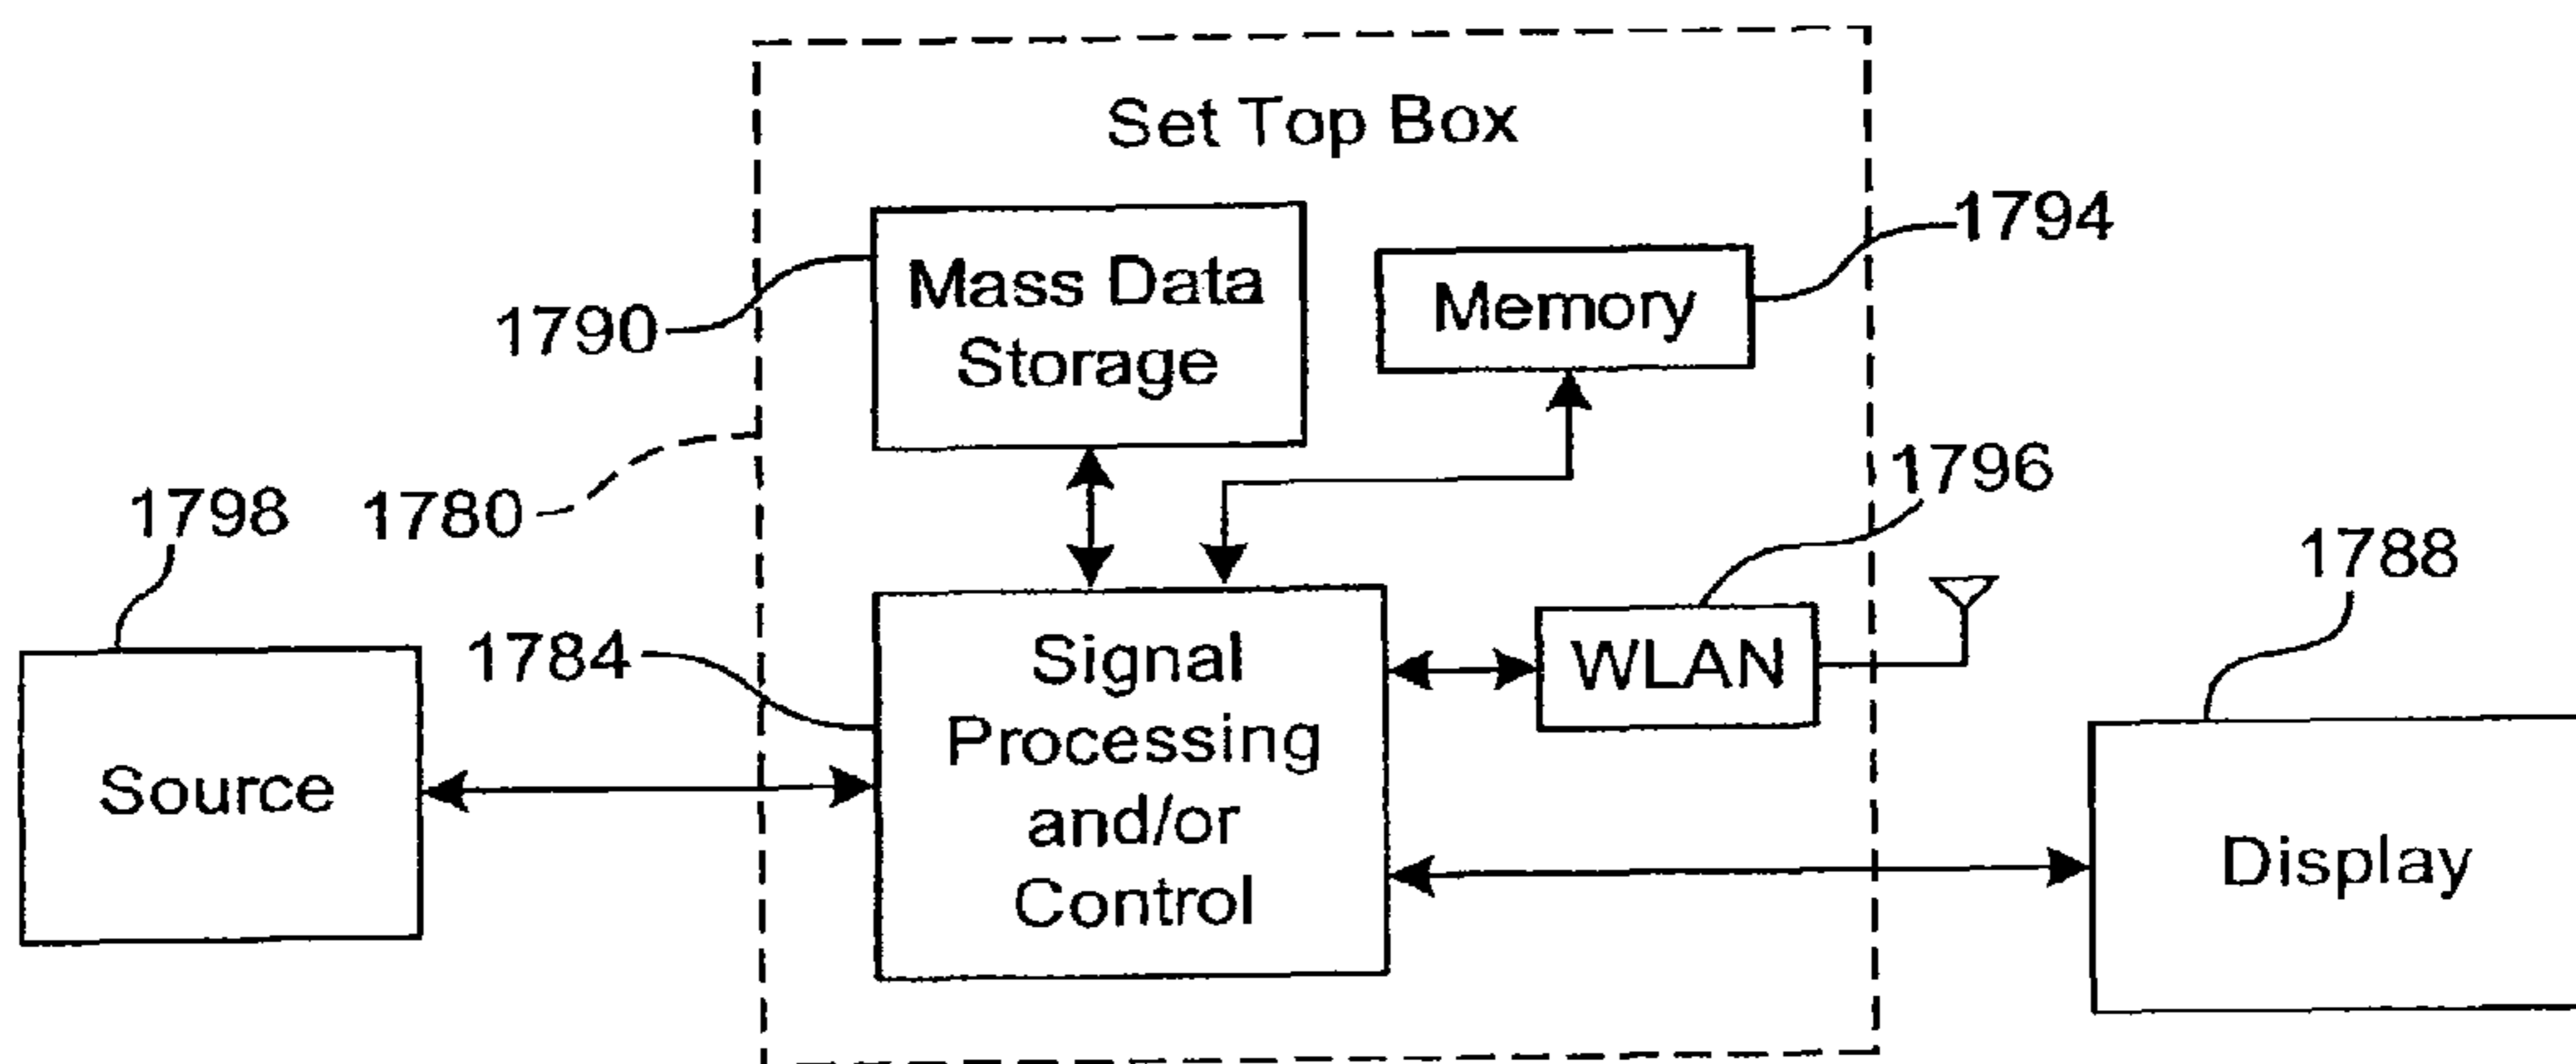 Set Top Box
1794
Mass Data
Storage
Memory
1790
1796
1798
1780
1788
1784
Signal
Processing
and/or
Control
WLAN
Source
Display